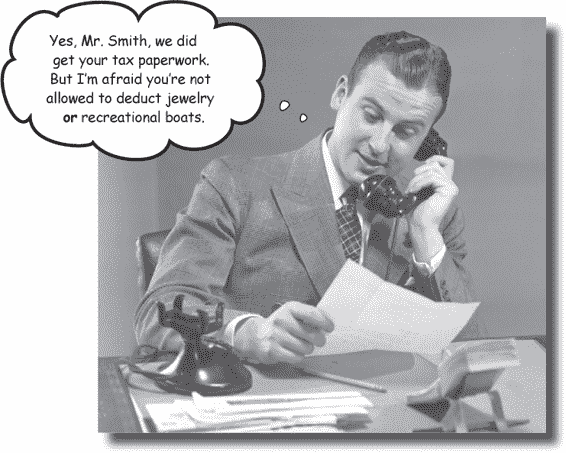 Yes, Mr. Smith, we did
get your tax paperwork.
But I'm afraid you're not
allowed to deduct jewelry
or recreational boats.